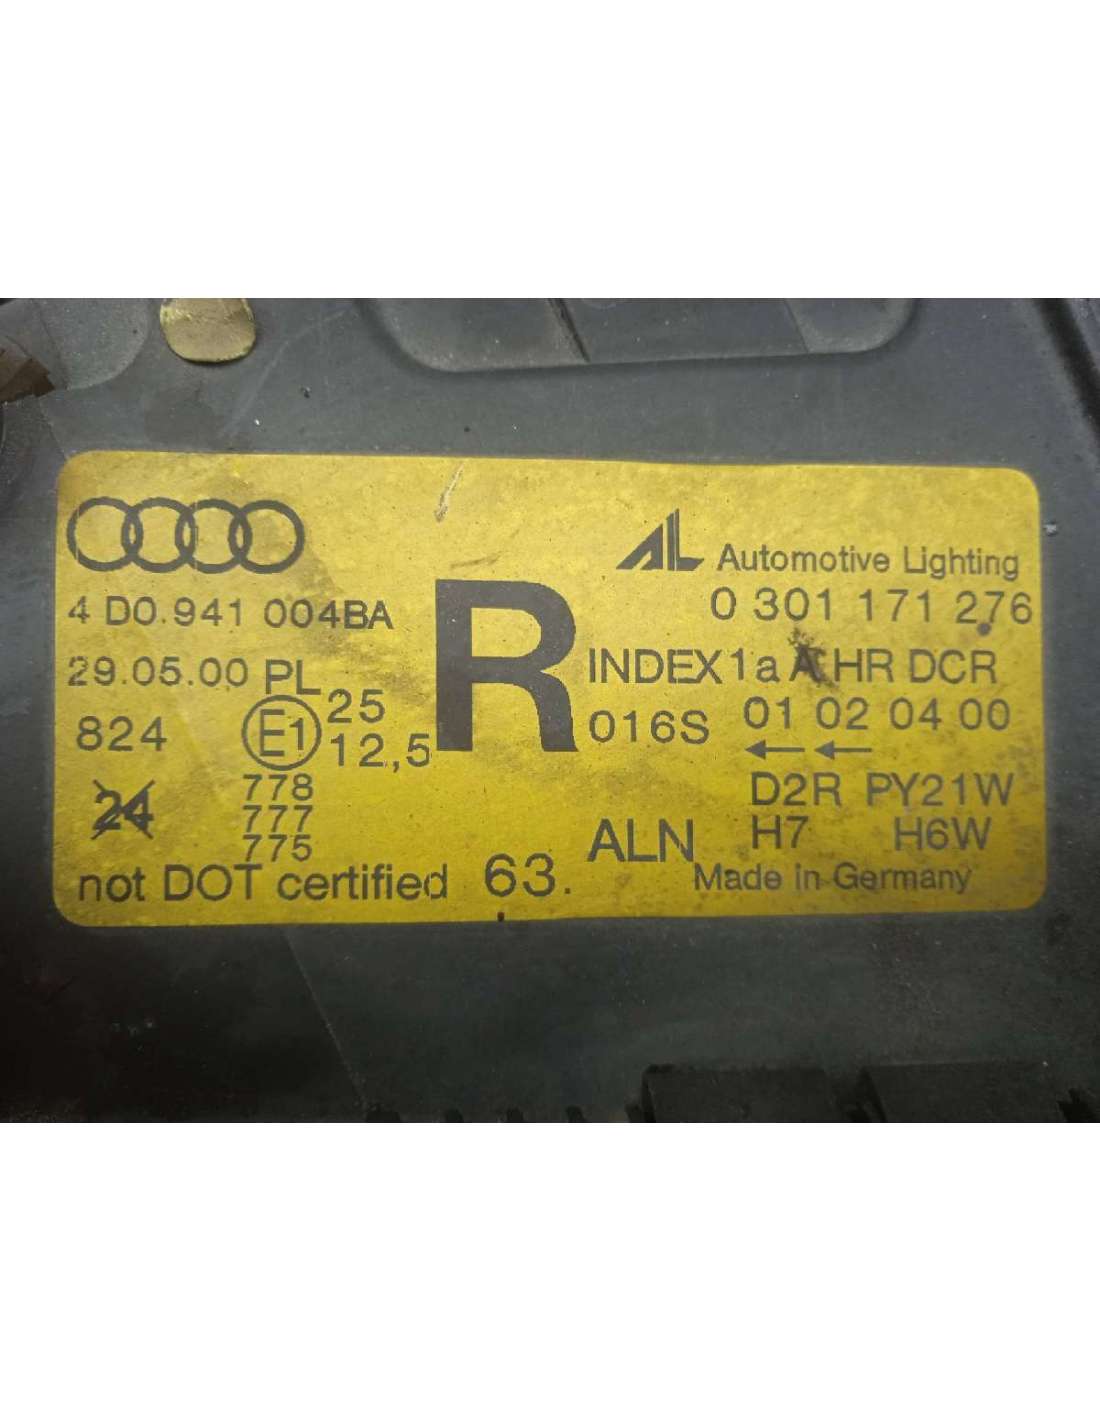 AL Automotive Lighting
4 D0.941 004BA
R
0 301 171 276
29.05.00 PL
INDEX 1a A HR DCR
824
E1
25
12,5
016S
01 02 04 00
D2R PY21W
24
778
777
775
ALN
H7 H6W
not DOT certified 63.
Made in Germany